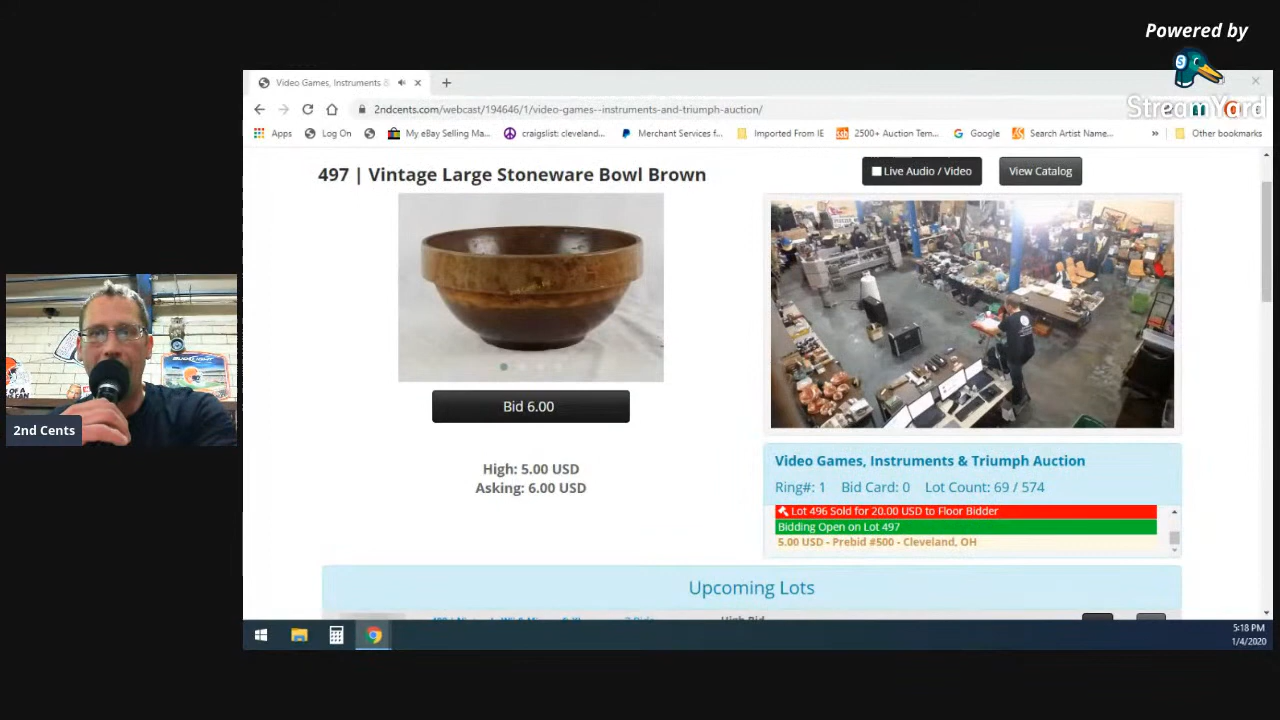 Powered by
S
StreamYard
Video Games, Instruments &
2ndcents.com/webcast/194646/1/video-games--instruments-and-triumph-auction/
Apps
Log On
My eBay Selling Ma...
craigslist: cleveland...
Merchant Services f...
Imported From IE
2500+ Auction Tem...
Google
Search Artist Name...
»
Other bookmarks
497 | Vintage Large Stoneware Bowl Brown
Live Audio / Video
View Catalog
Bid 6.00
High: 5.00 USD
Asking: 6.00 USD
Video Games, Instruments & Triumph Auction
Ring#: 1 Bid Card: 0 Lot Count: 69 / 574
Lot 496 Sold for 20.00 USD to Floor Bidder
Bidding Open on Lot 497
5.00 USD - Prebid #500 - Cleveland, OH
Upcoming Lots
High Bid
2nd Cents
BUD LIGHT
5:18 PM
1/4/2020